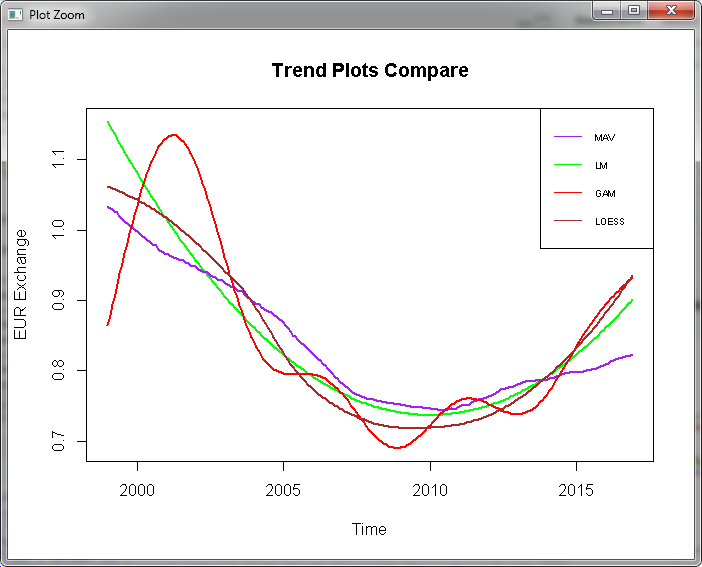 Plot Zoom
Trend Plots Compare
MAV
LM
GAM
LOESS
EUR Exchange
1.1
1.0
0.9
0.8
0.7
2000 2005 2010 2015
Time